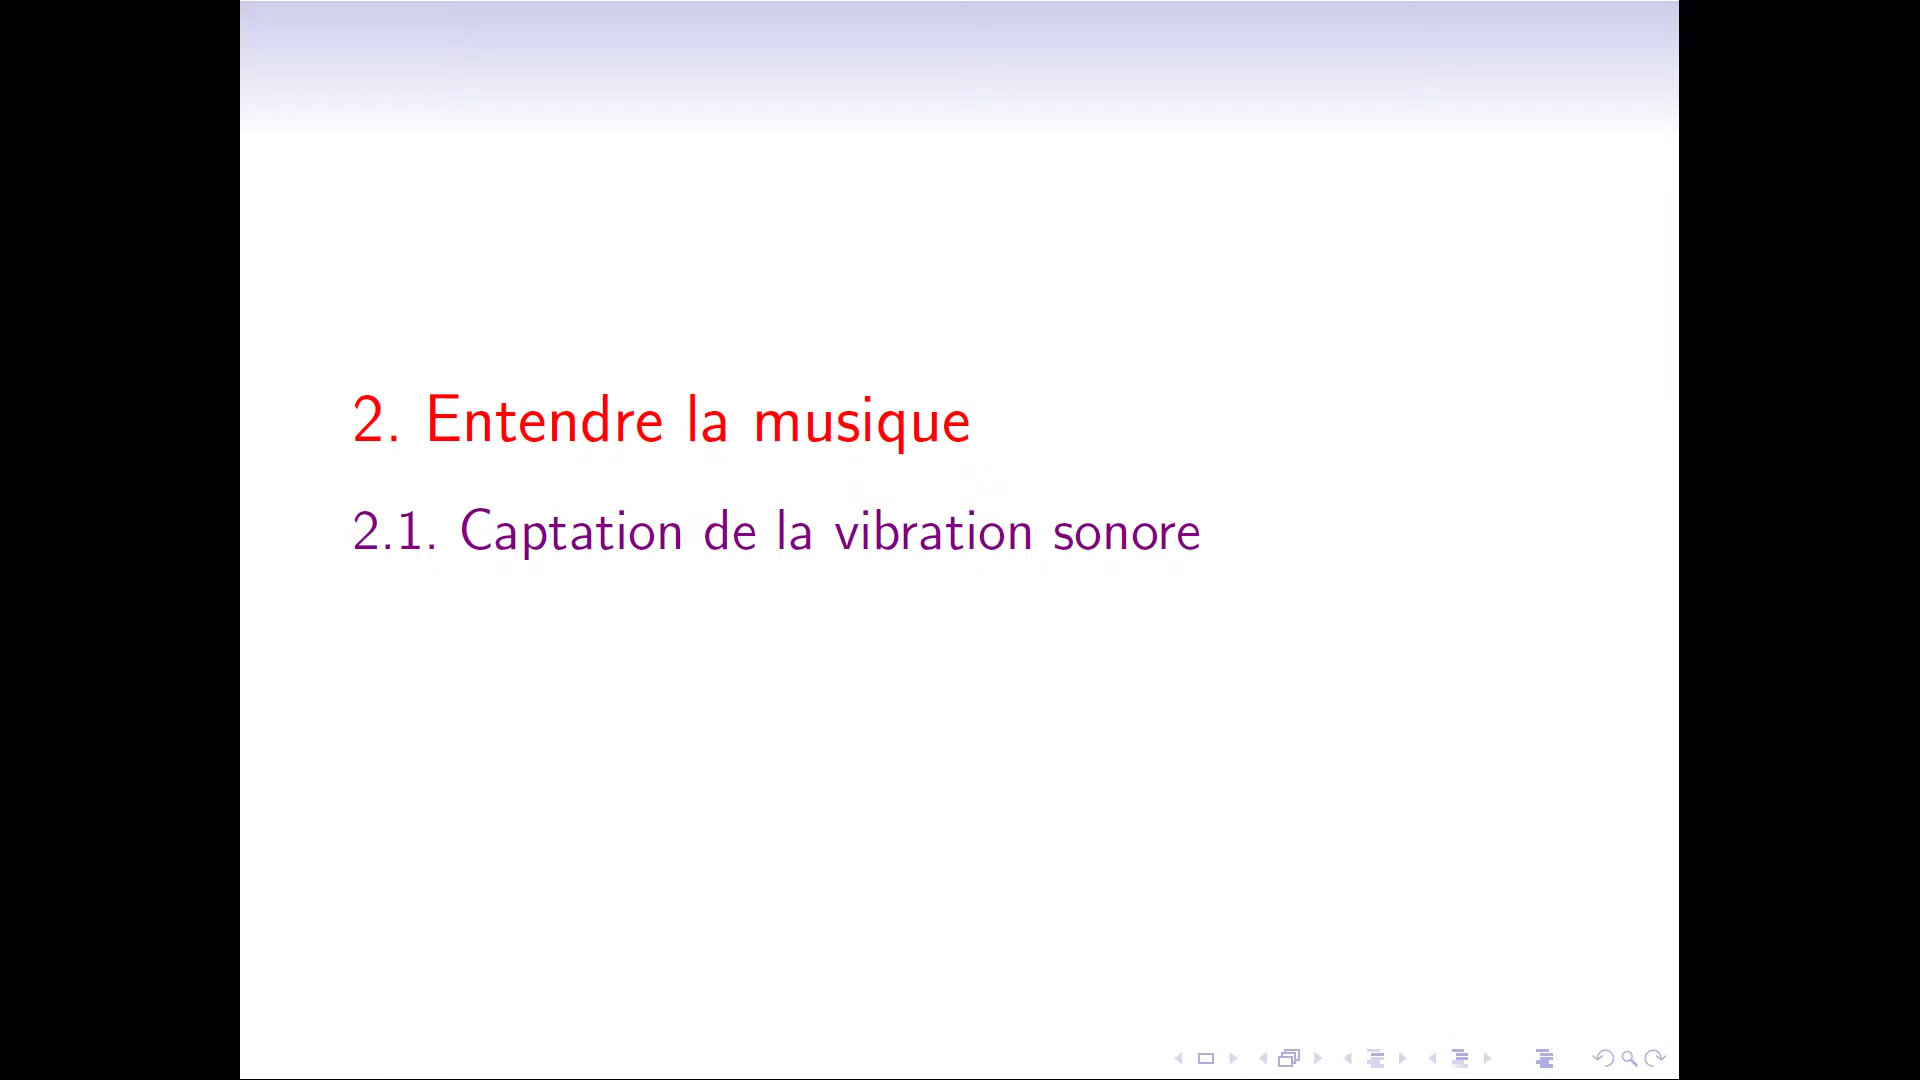 2. Entendre la musique
2.1. Captation de la vibration sonore